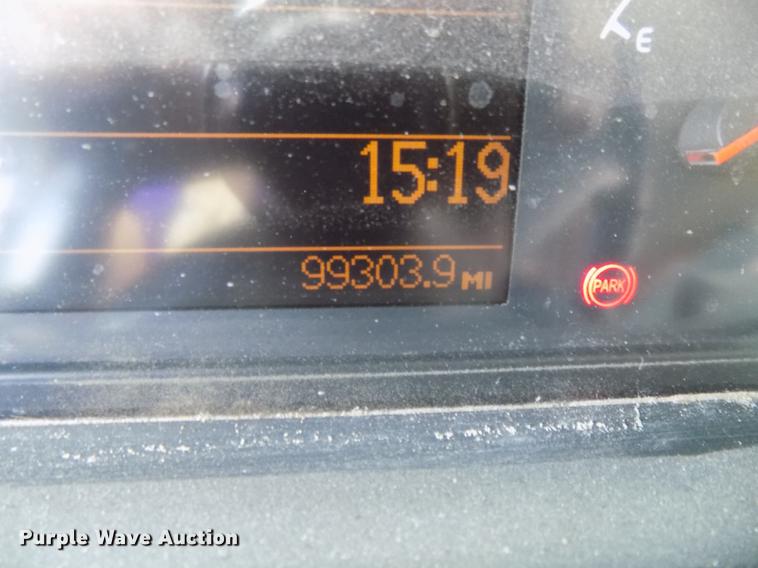 E
15:19
99303.9 MI
PARK
Purple Wave Auction